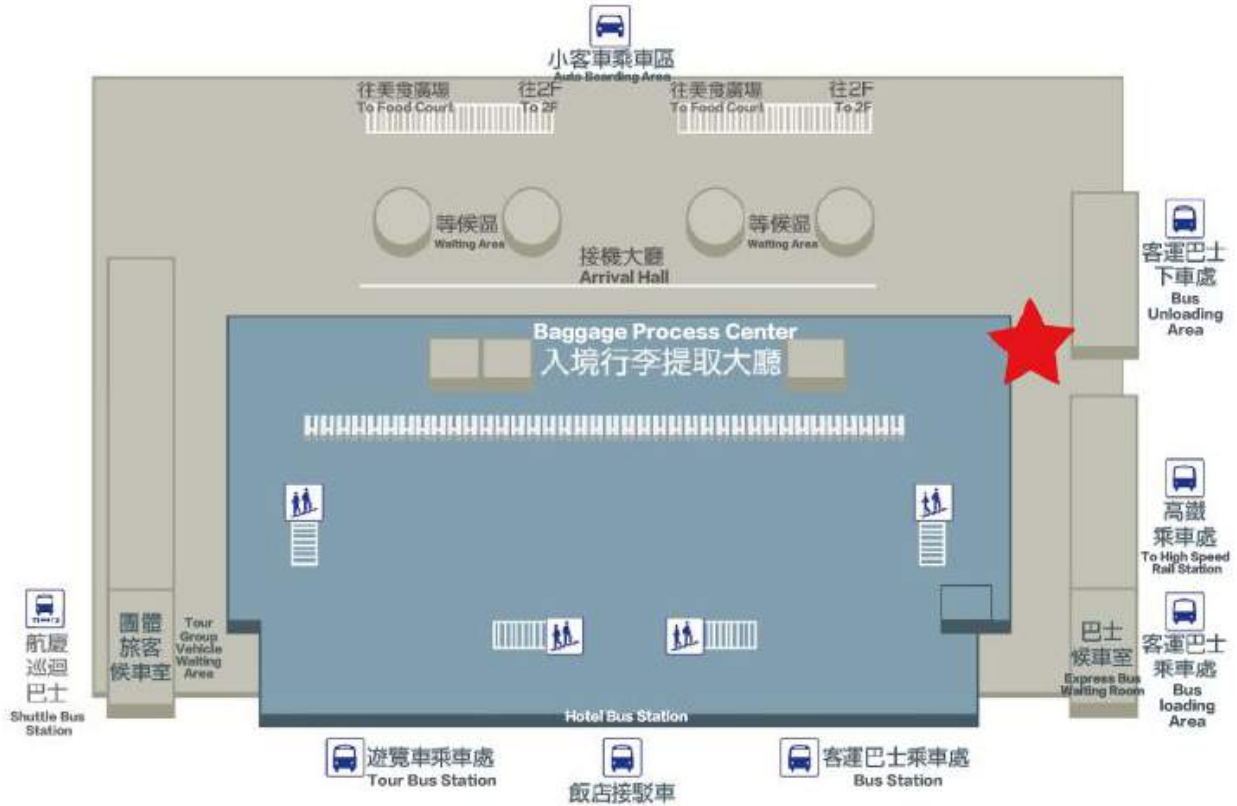 小客車乘車區
Auto Boarding Area
往美食廣場
To Food Court
往2F
To 2F
往美食廣場
To Food Court
往2F
To 2F
等候區
Waiting Area
等候區
Waiting Area
接機大廳
Arrival Hall
客運巴士
下車處
Bus
Unloading
Area
Baggage Process Center
入境行李提取大廳
高鐵
乘車處
To High Speed
Rail Station
航廈
巡迴
巴士
Shuttle Bus
Station
團體
旅客
候車室
Tour
Group
Vehicle
Waiting
Area
巴士
候車室
Express Bus
Waiting Room
客運巴士
乘車處
Bus
loading
Area
Hotel Bus Station
遊覽車乘車處
Tour Bus Station
飯店接駁車
客運巴士乘車處
Bus Station